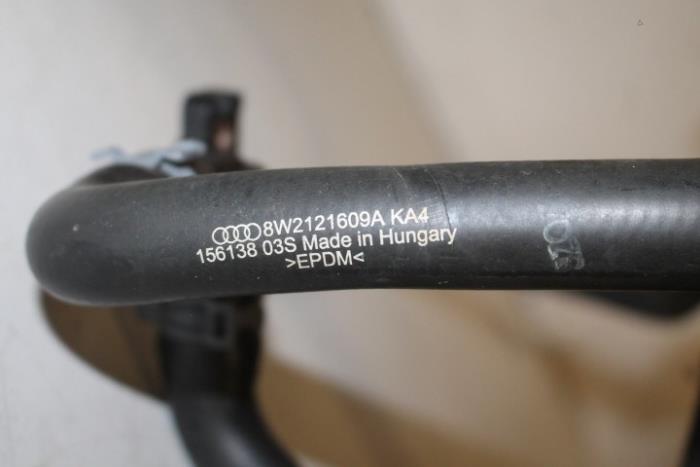 8W2121609A KA4
156138 03S Made in Hungary
>EPDM<